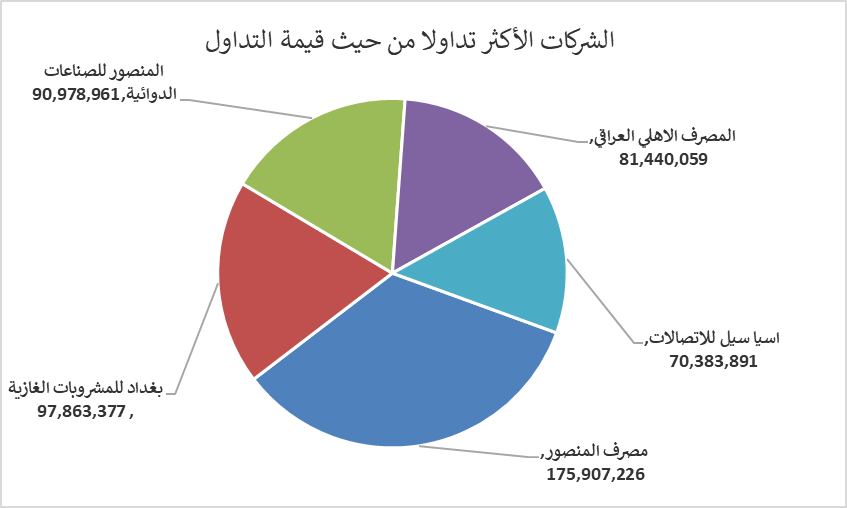 الشركات الأكثر تداولا من حيث قيمة التداول
المنصور للصناعات
الدوائية, 90,978,961
المصرف الاهلي العراقي,
81,440,059
اسيا سيل للاتصالات,
70,383,891
بغداد للمشروبات الغازية
, 97,863,377
مصرف المنصور,
175,907,226